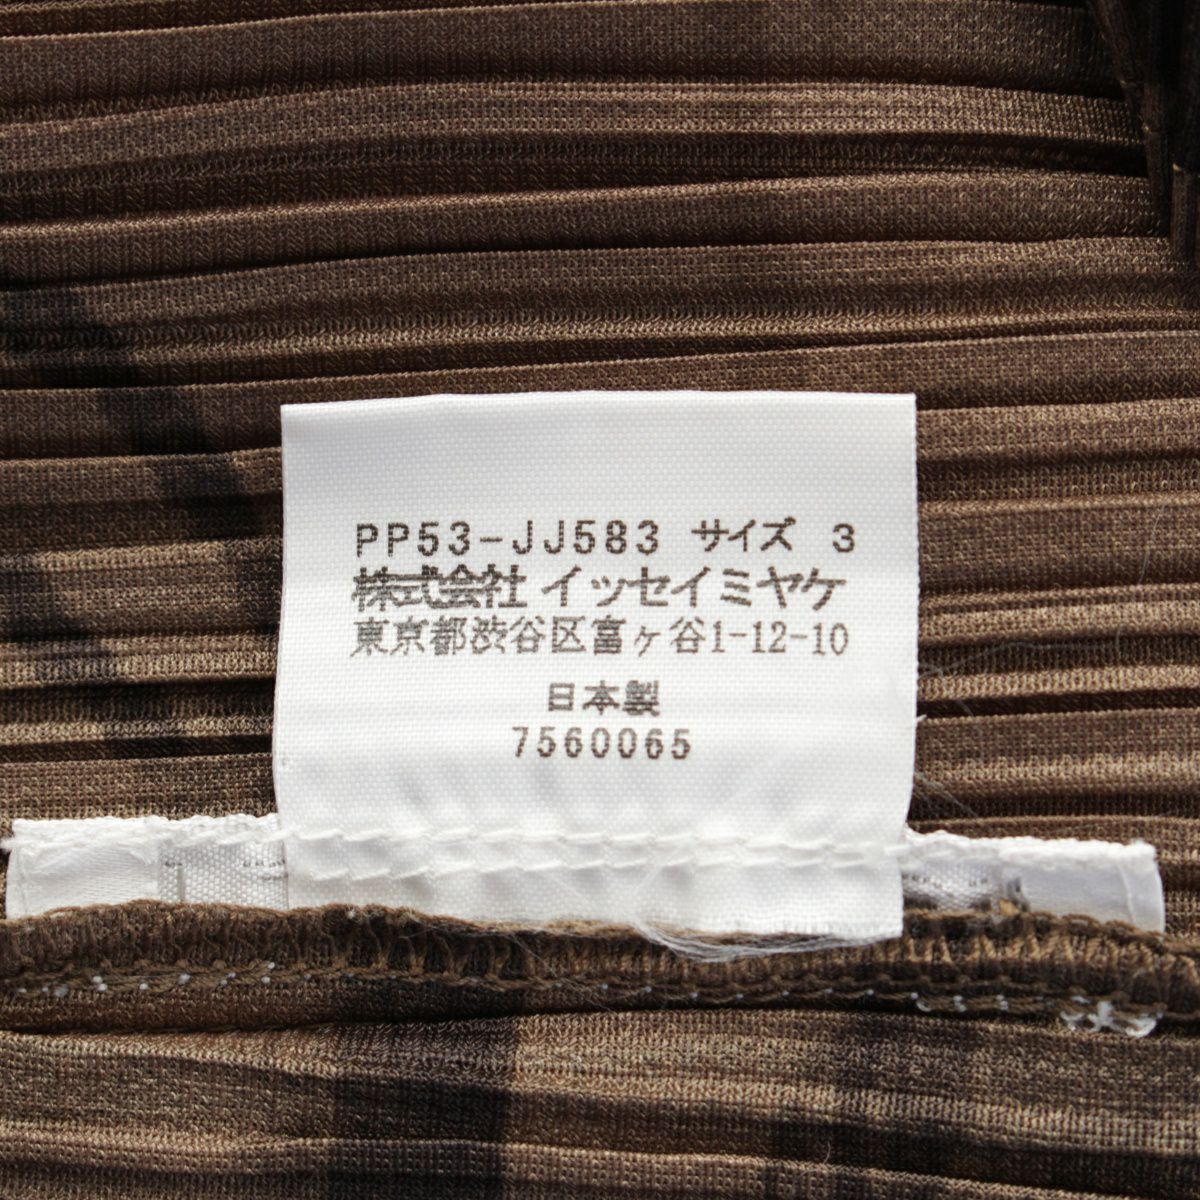 PP53-JJ583 サイズ 3
株式会社 イッセイミヤケ
東京都渋谷区富ヶ谷1-12-10
日本製
7560065